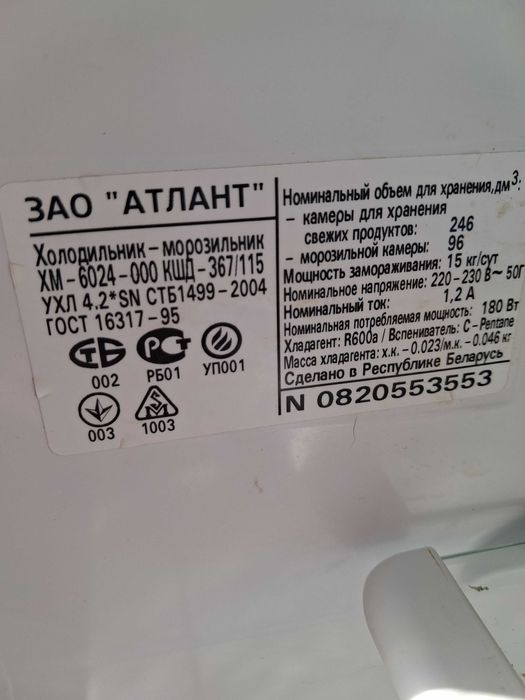 ЗАО "АТЛАНТ"
Холодильник – морозильник
ХМ – 6024 – 000 КШД – 367/115
УХЛ 4.2* SN СТБ1499 – 2004
ГОСТ 16317 – 95
СТБ
002
РСТ
РБ01
УП001
003
1003
Номинальный объем для хранения, дм³:
– камеры для хранения
свежих продуктов: 246
– морозильной камеры: 96
Мощность замораживания: 15 кг/сут
Номинальное напряжение: 220 – 230 В ~ 50Г
Номинальный ток: 1,2 А
Номинальная потребляемая мощность: 180 Вт
Хладагент: R600a / Вспениватель: C – Pentane
Масса хладагента: х.к. – 0.023/м.к. – 0.046 кг
Сделано в Республике Беларусь
N 0820553553